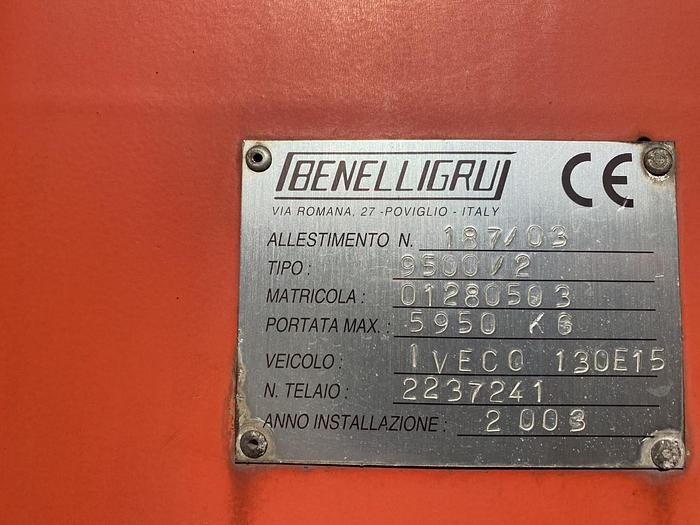 BENELLIGRU CE
VIA ROMANA, 27 - POVIGLIO - ITALY
ALLESTIMENTO N. 187/03
TIPO: 9500/2
MATRICOLA: 01280503
PORTATA MAX.: 5950 KG
VEICOLO: IVECO 130E15
N. TELAIO: 2237241
ANNO INSTALLAZIONE: 2003